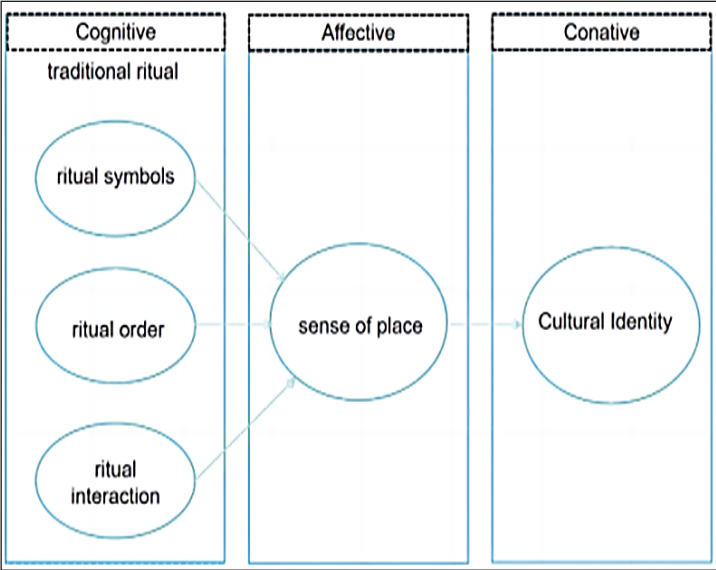 Cognitive
Affective
Conative
traditional ritual
ritual symbols
ritual order
ritual
interaction
sense of place
Cultural Identity